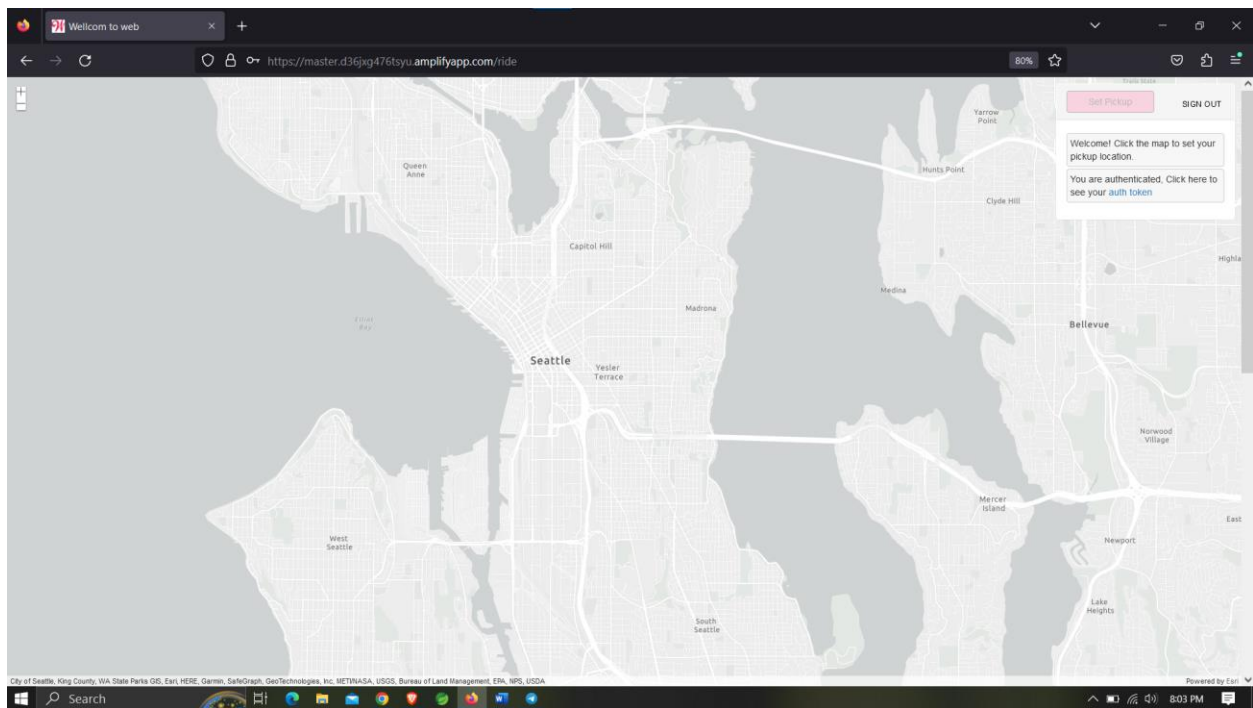 Wellcom to web
https://master.d36jxg476tsyu.amplifyapp.com/ride
80%
Set Pickup
SIGN OUT
Welcome! Click the map to set your
pickup location.
You are authenticated, Click here to
see your auth token
Yarrow
Point
Queen
Anne
Hunts Point
Clyde Hill
Capitol Hill
Highla
Medina
Madrona
Elliott
Bay
Bellevue
Seattle
Yesler
Terrace
Norwood
Village
Mercer
Island
East
West
Seattle
Newport
Lake
Heights
South
Seattle
City of Seattle, King County, WA State Parks GIS, Esri, HERE, Garmin, SafeGraph, GeoTechnologies, Inc, METI/NASA, USGS, Bureau of Land Management, EPA, NPS, USDA
Powered by Esri
Search
8:03 PM